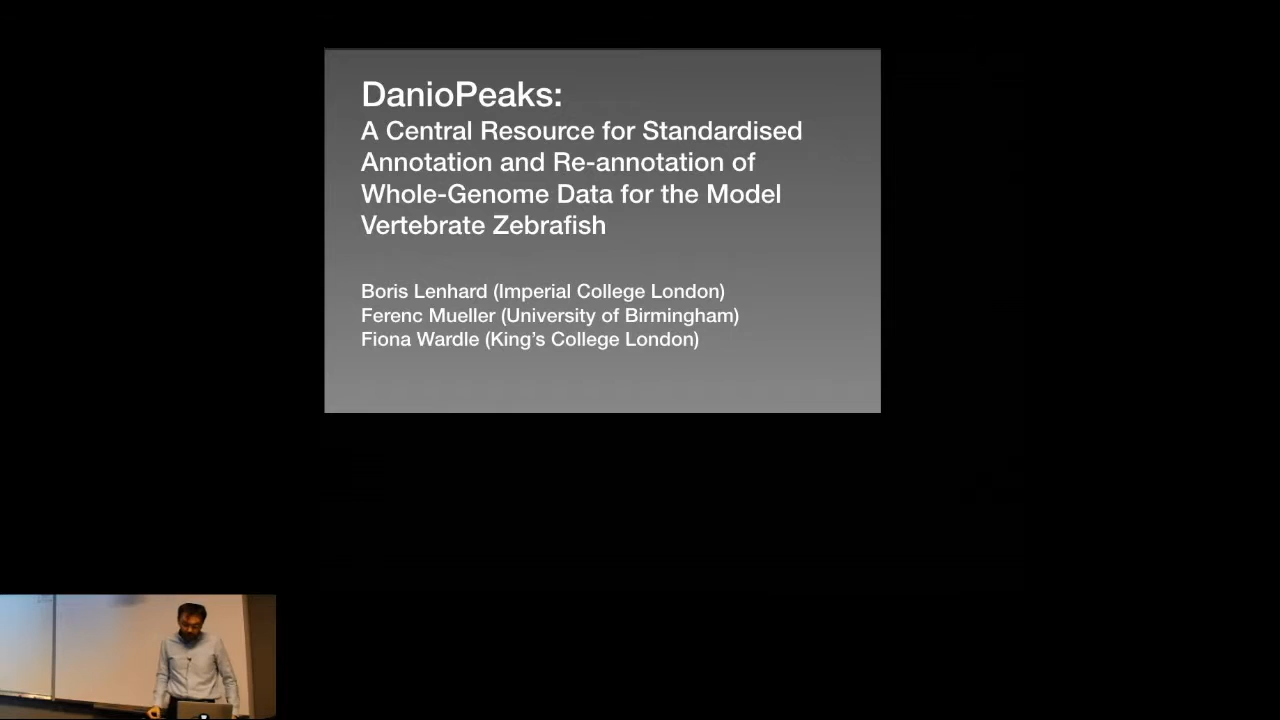 DanioPeaks:
A Central Resource for Standardised
Annotation and Re-annotation of
Whole-Genome Data for the Model
Vertebrate Zebrafish
Boris Lenhard (Imperial College London)
Ferenc Mueller (University of Birmingham)
Fiona Wardle (King’s College London)